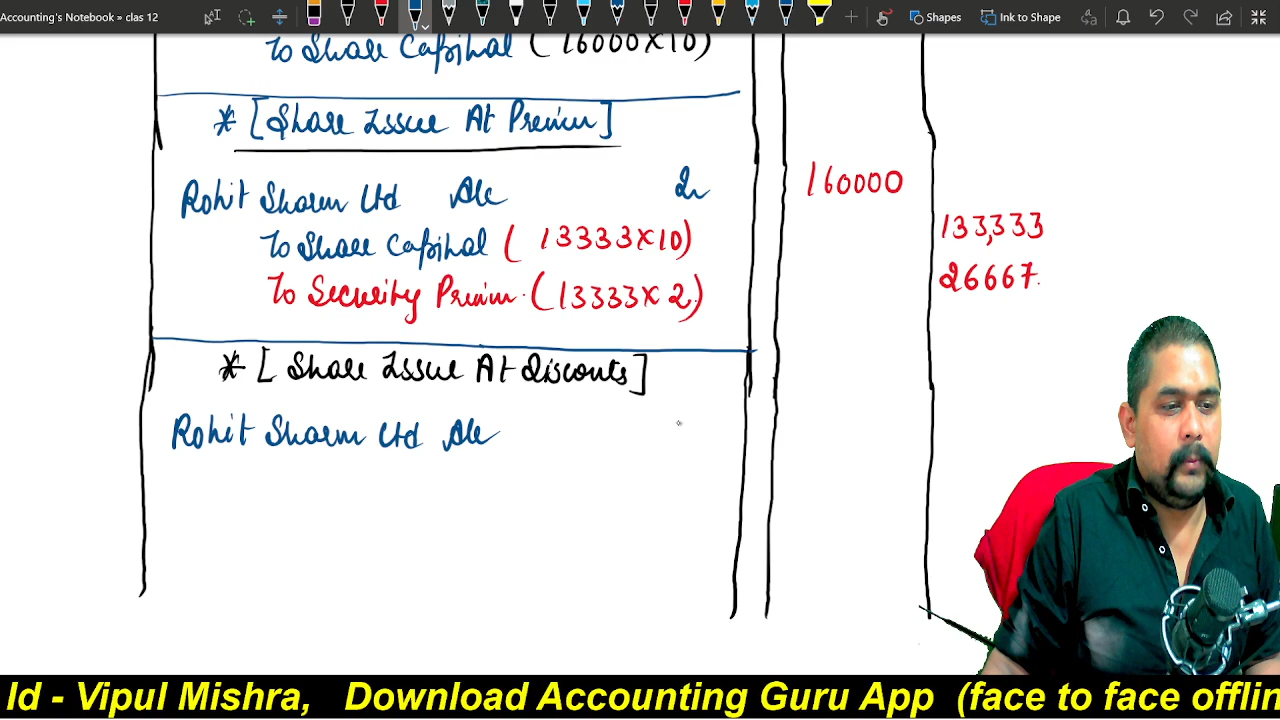 Accounting's Notebook » clas 12
Shapes
Ink to Shape
To Share Capital (16000×10)
* [Share Issue At Premium]
Rohit Sharm Ltd A/c Dr 160000
To Share Capital (13333×10) 133,333
To Security Premium (13333×2) 26667
* [Share Issue At Discounts]
Rohit Sharm Ltd A/c
Id - Vipul Mishra, Download Accounting Guru App (face to face offlin